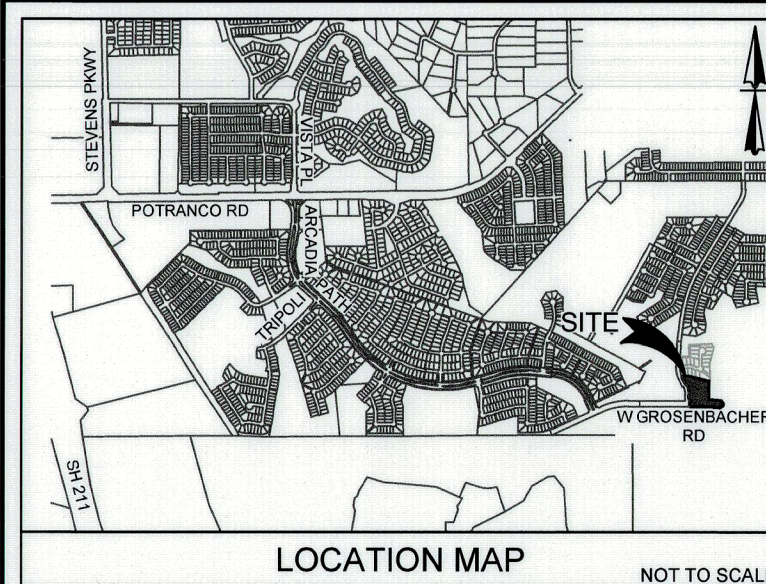 STEVENS PKWY
VISTA PL
POTRANCO RD
ARCADIA PATH
TRIPOLI
SITE
W GROSENBACHER
RD
SH 211
LOCATION MAP
NOT TO SCAL